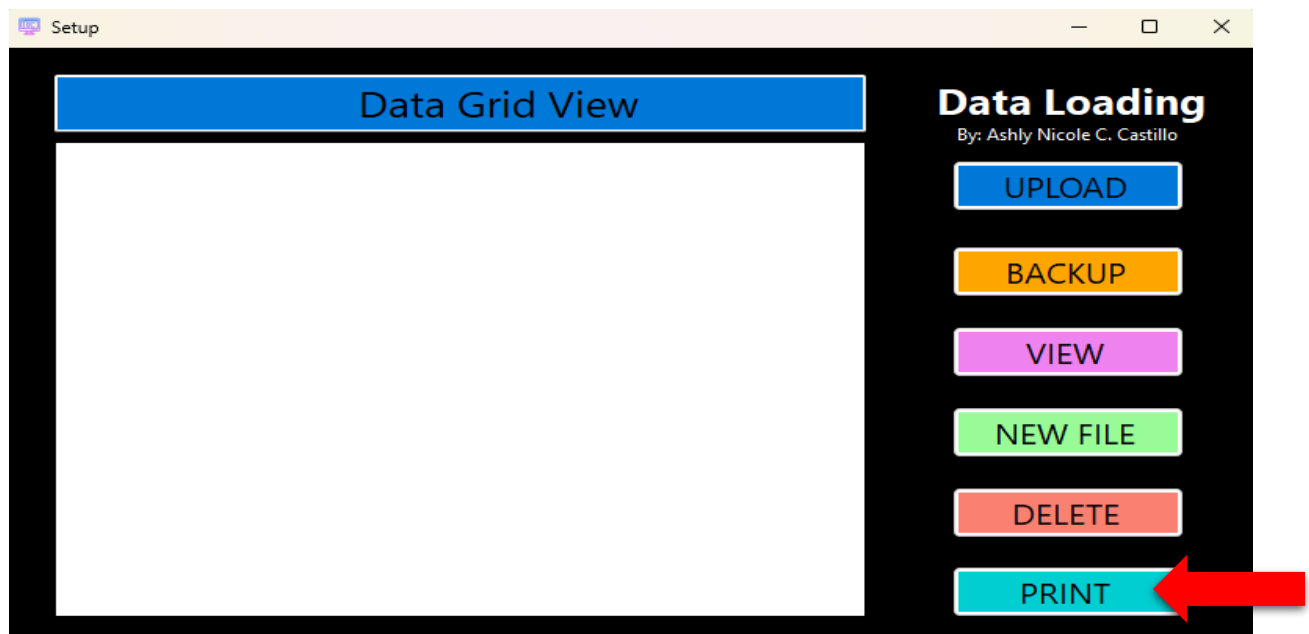 Setup
Data Grid View
Data Loading
By: Ashly Nicole C. Castillo
UPLOAD
BACKUP
VIEW
NEW FILE
DELETE
PRINT